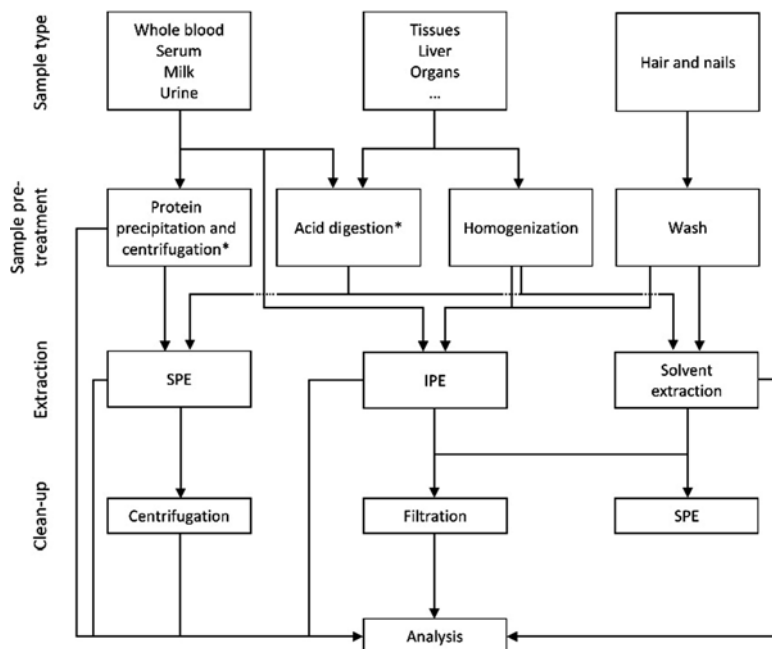 Sample type
Whole blood
Serum
Milk
Urine
Tissues
Liver
Organs
...
Hair and nails
Sample pre-
treatment
Protein
precipitation and
centrifugation*
Acid digestion*
Homogenization
Wash
Extraction
SPE
IPE
Solvent
extraction
Clean-up
Centrifugation
Filtration
SPE
Analysis